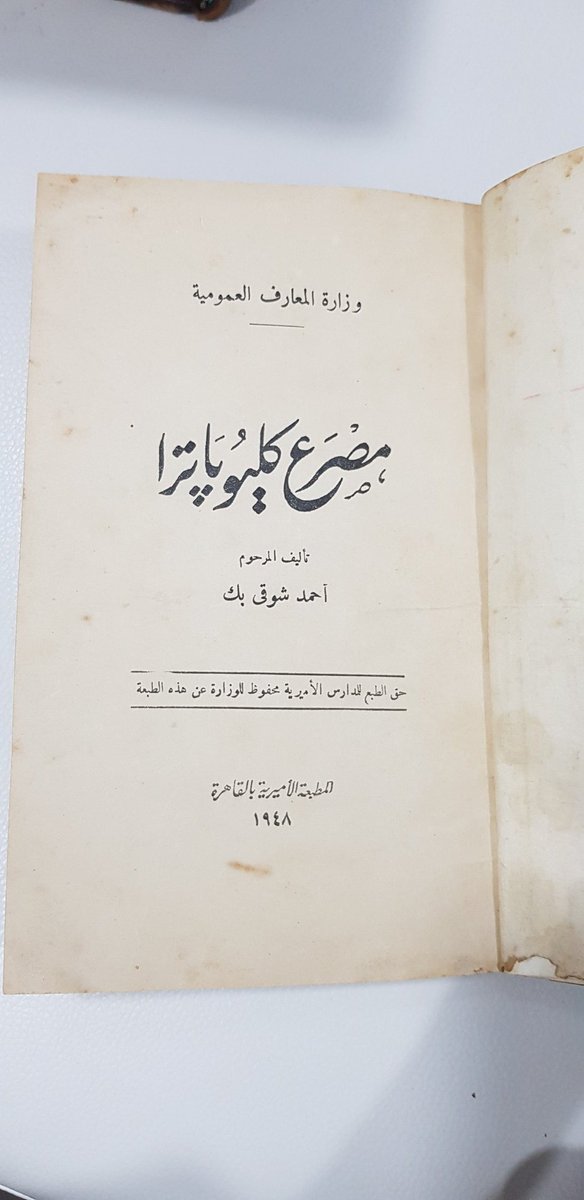 وزارة المعارف العمومية
مصرع كليوباترا
تأليف المرحوم
أحمد شوقى بك
حق الطبع للمدارس الأميرية محفوظ للوزارة عن هذه الطبعة
المطبعة الأميرية بالقاهرة
١٩٤٨